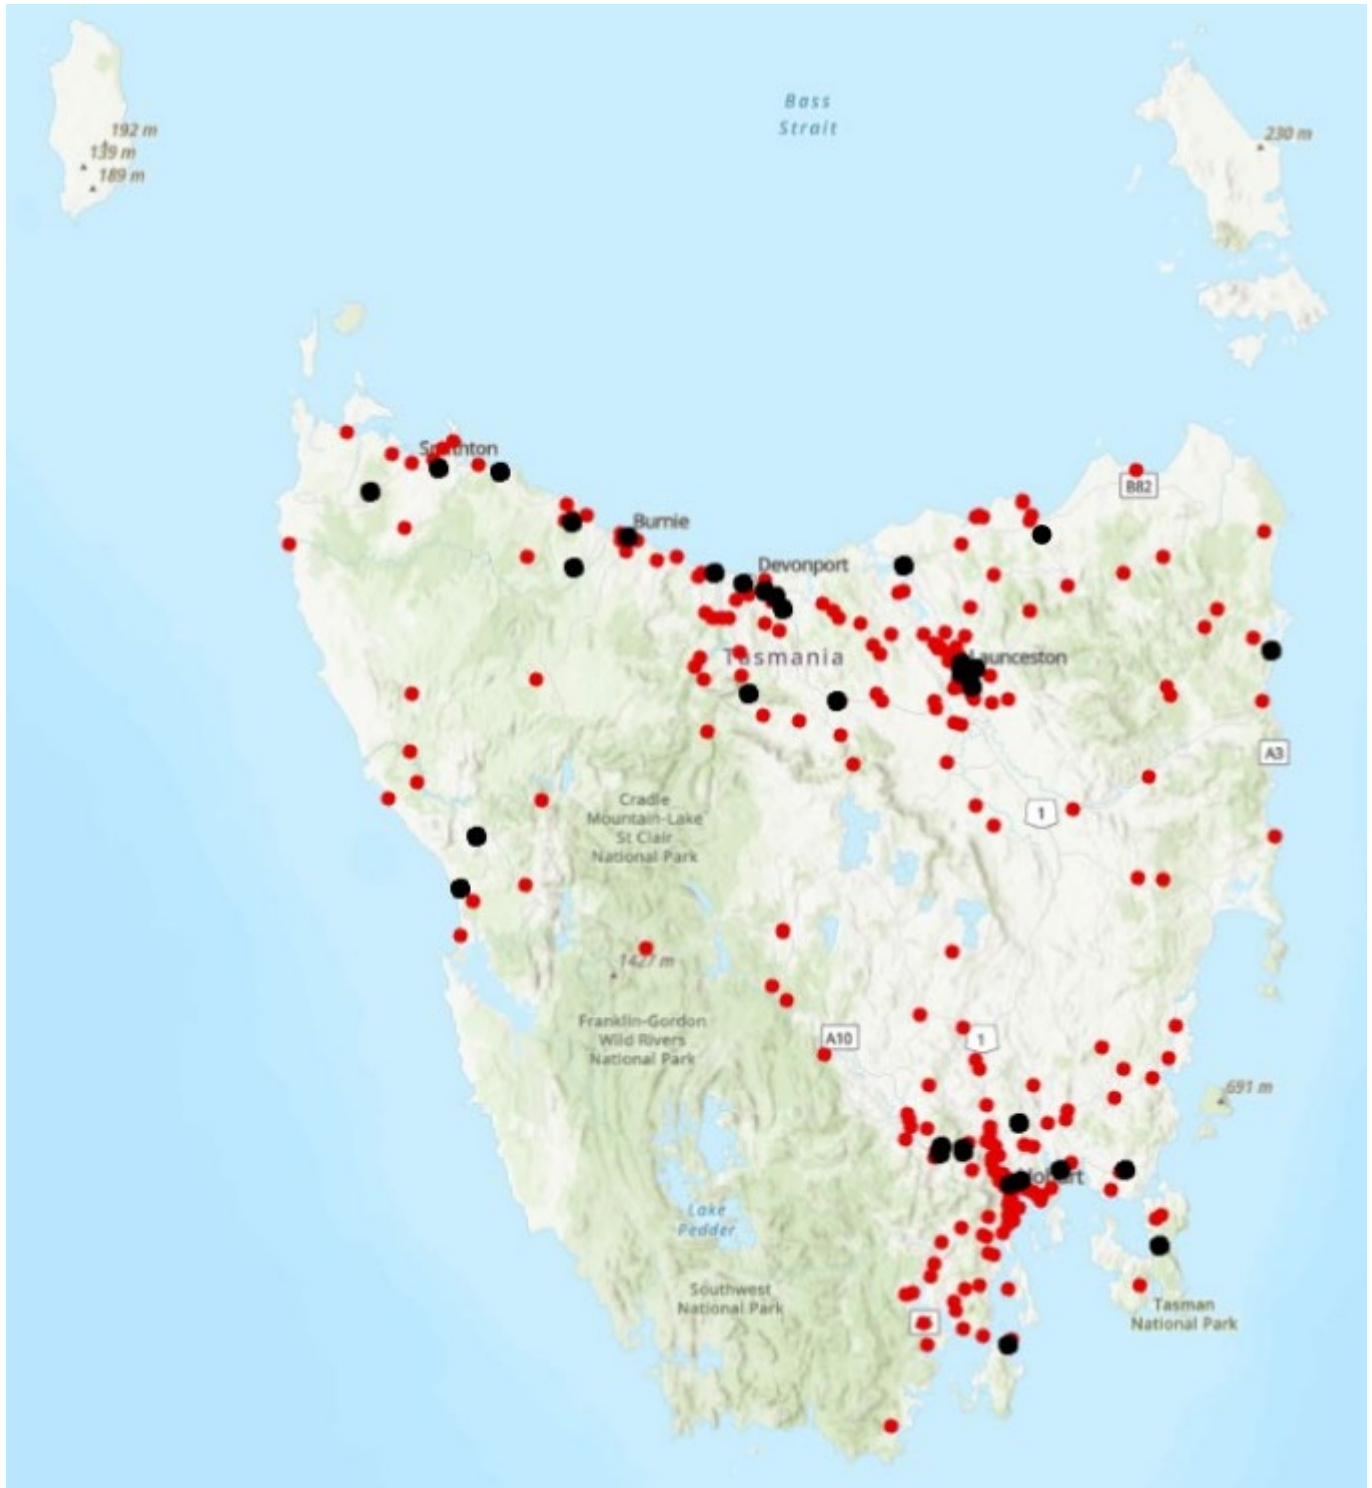 Bass
Strait
192 m
139 m
189 m
230 m
Smithton
B82
Burnie
Devonport
Tasmania
Launceston
A3
Cradle
Mountain-Lake
St Clair
National Park
1
1427 m
Franklin-Gordon
Wild Rivers
National Park
A10
1
691 m
Hobart
Lake
Pedder
Southwest
National Park
Tasman
National Park